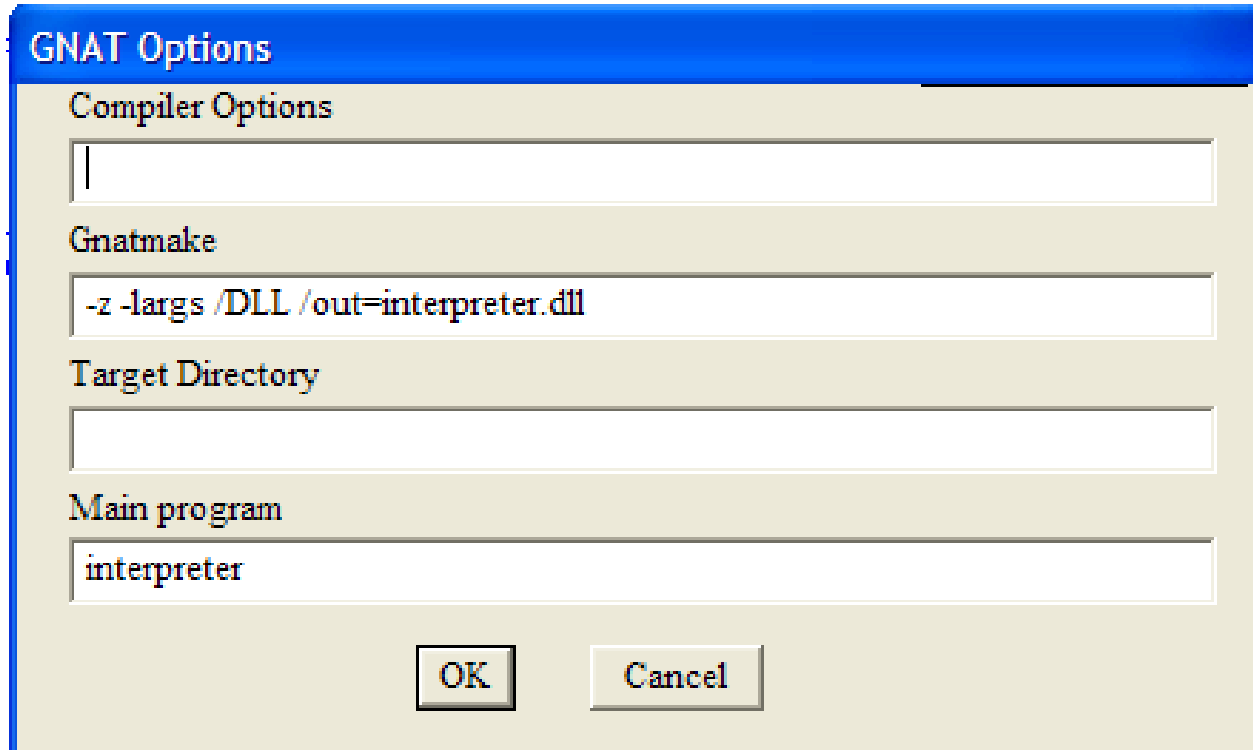 GNAT Options
Compiler Options
Gnatmake
-z -largs /DLL /out=interpreter.dll
Target Directory
Main program
interpreter
OK Cancel